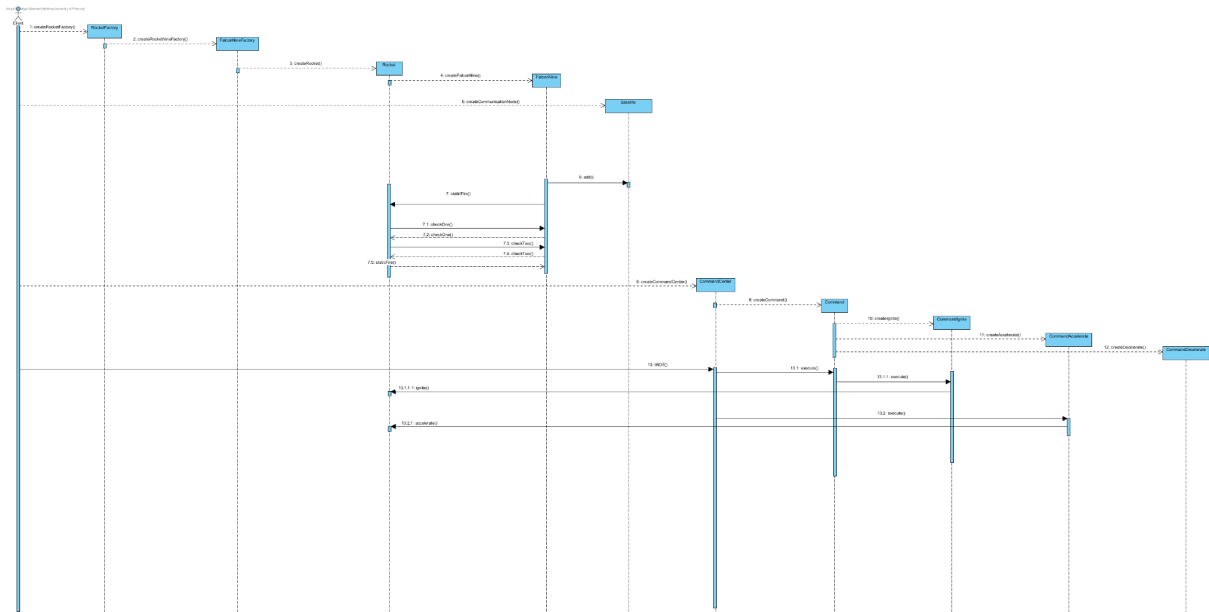 Client
1: createRocketFactory()
RocketFactory
2: createRocketNineFactory()
FalconNineFactory
3: createRocket()
Rocket
4: createFalconNine()
FalconNine
5: createCommunicationNode()
Satellite
6: add()
7: staticFire()
7.1: checkOne()
7.2: checkOne()
7.3: checkTwo()
7.4: checkTwo()
7.5: staticFire()
8: createCommandCenter()
CommandCenter
9: createCommand()
Command
10: createIgnite()
CommandIgnite
11: createAccelerate()
CommandAccelerate
12: createDecelerate()
CommandDecelerate
13.1: execute()
13.1.1: execute()
13.1.1.1: ignite()
13.2: execute()
13.2.1: accelerate()